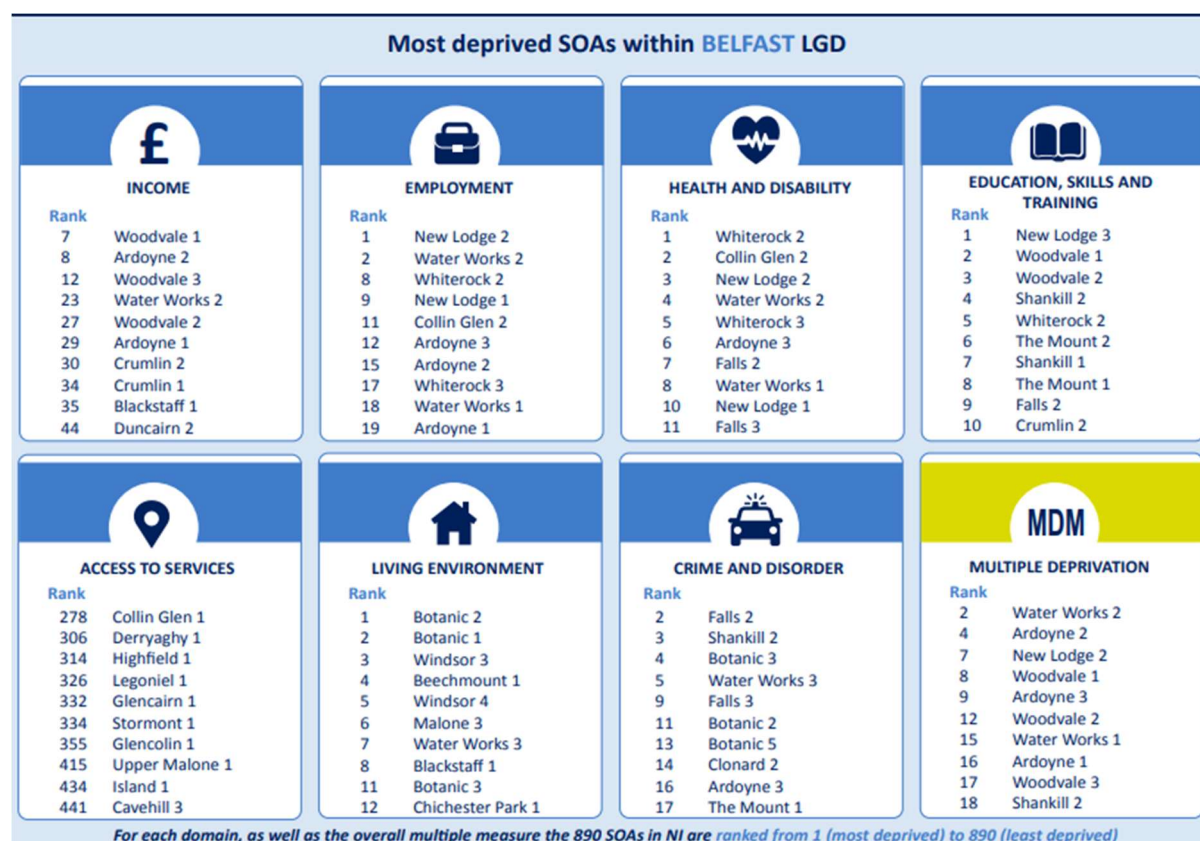 Most deprived SOAs within BELFAST LGD
£
INCOME
Rank
7 Woodvale 1
8 Ardoyne 2
12 Woodvale 3
23 Water Works 2
27 Woodvale 2
29 Ardoyne 1
30 Crumlin 2
34 Crumlin 1
35 Blackstaff 1
44 Duncairn 2
EMPLOYMENT
Rank
1 New Lodge 2
2 Water Works 2
8 Whiterock 2
9 New Lodge 1
11 Collin Glen 2
12 Ardoyne 3
15 Ardoyne 2
17 Whiterock 3
18 Water Works 1
19 Ardoyne 1
HEALTH AND DISABILITY
Rank
1 Whiterock 2
2 Collin Glen 2
3 New Lodge 2
4 Water Works 2
5 Whiterock 3
6 Ardoyne 3
7 Falls 2
8 Water Works 1
10 New Lodge 1
11 Falls 3
EDUCATION, SKILLS AND
TRAINING
Rank
1 New Lodge 3
2 Woodvale 1
3 Woodvale 2
4 Shankill 2
5 Whiterock 2
6 The Mount 2
7 Shankill 1
8 The Mount 1
9 Falls 2
10 Crumlin 2
ACCESS TO SERVICES
Rank
278 Collin Glen 1
306 Derryaghy 1
314 Highfield 1
326 Legoniel 1
332 Glencairn 1
334 Stormont 1
355 Glencolin 1
415 Upper Malone 1
434 Island 1
441 Cavehill 3
LIVING ENVIRONMENT
Rank
1 Botanic 2
2 Botanic 1
3 Windsor 3
4 Beechmount 1
5 Windsor 4
6 Malone 3
7 Water Works 3
8 Blackstaff 1
11 Botanic 3
12 Chichester Park 1
CRIME AND DISORDER
Rank
2 Falls 2
3 Shankill 2
4 Botanic 3
5 Water Works 3
9 Falls 3
11 Botanic 2
13 Botanic 5
14 Clonard 2
16 Ardoyne 3
17 The Mount 1
MDM
MULTIPLE DEPRIVATION
Rank
2 Water Works 2
4 Ardoyne 2
7 New Lodge 2
8 Woodvale 1
9 Ardoyne 3
12 Woodvale 2
15 Water Works 1
16 Ardoyne 1
17 Woodvale 3
18 Shankill 2
For each domain, as well as the overall multiple measure the 890 SOAs in NI are ranked from 1 (most deprived) to 890 (least deprived)